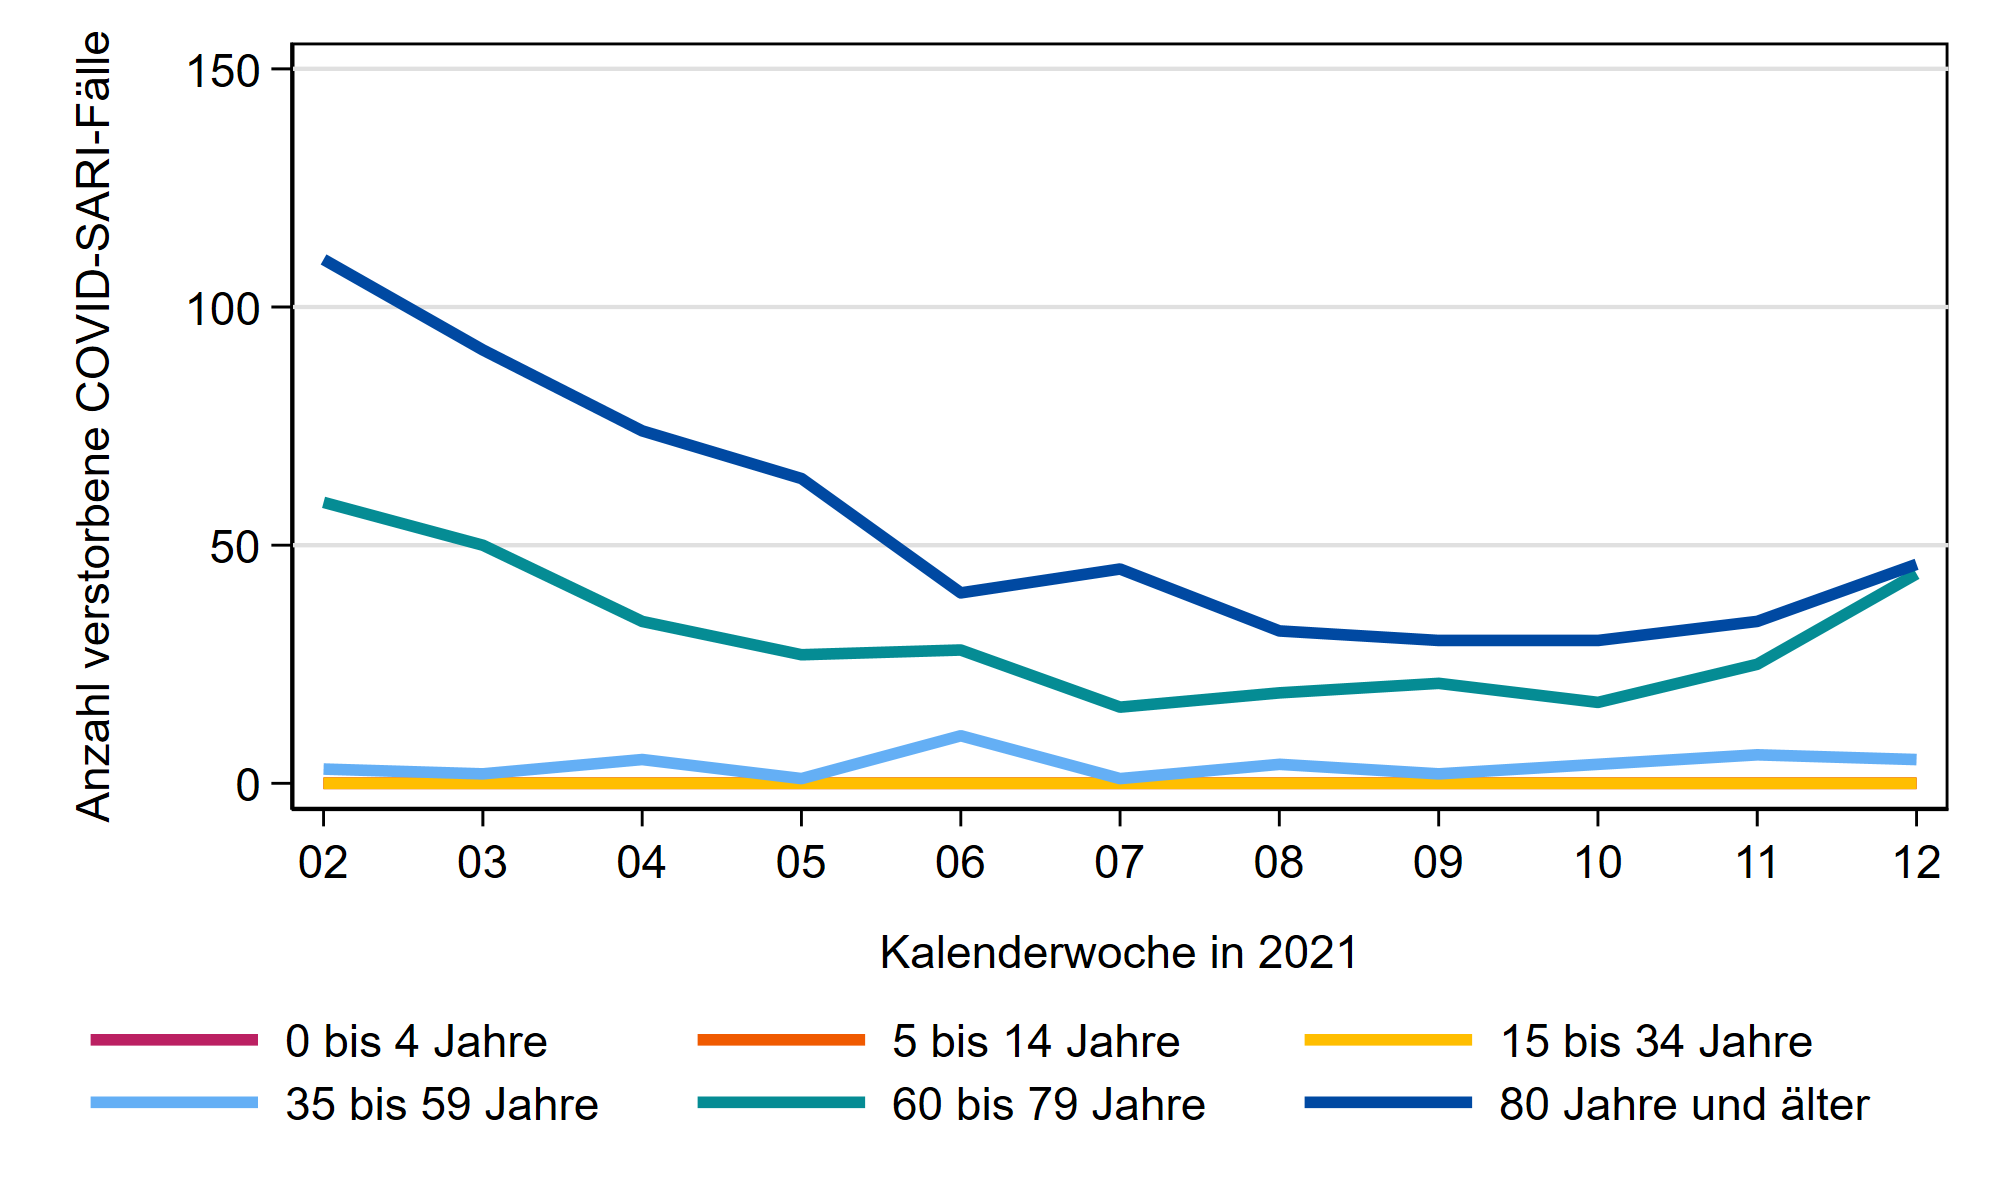 Anzahl verstorbene COVID-SARI-Fälle
150
100
50
0
02 03 04 05 06 07 08 09 10 11 12
Kalenderwoche in 2021
0 bis 4 Jahre 5 bis 14 Jahre 15 bis 34 Jahre
35 bis 59 Jahre 60 bis 79 Jahre 80 Jahre und älter